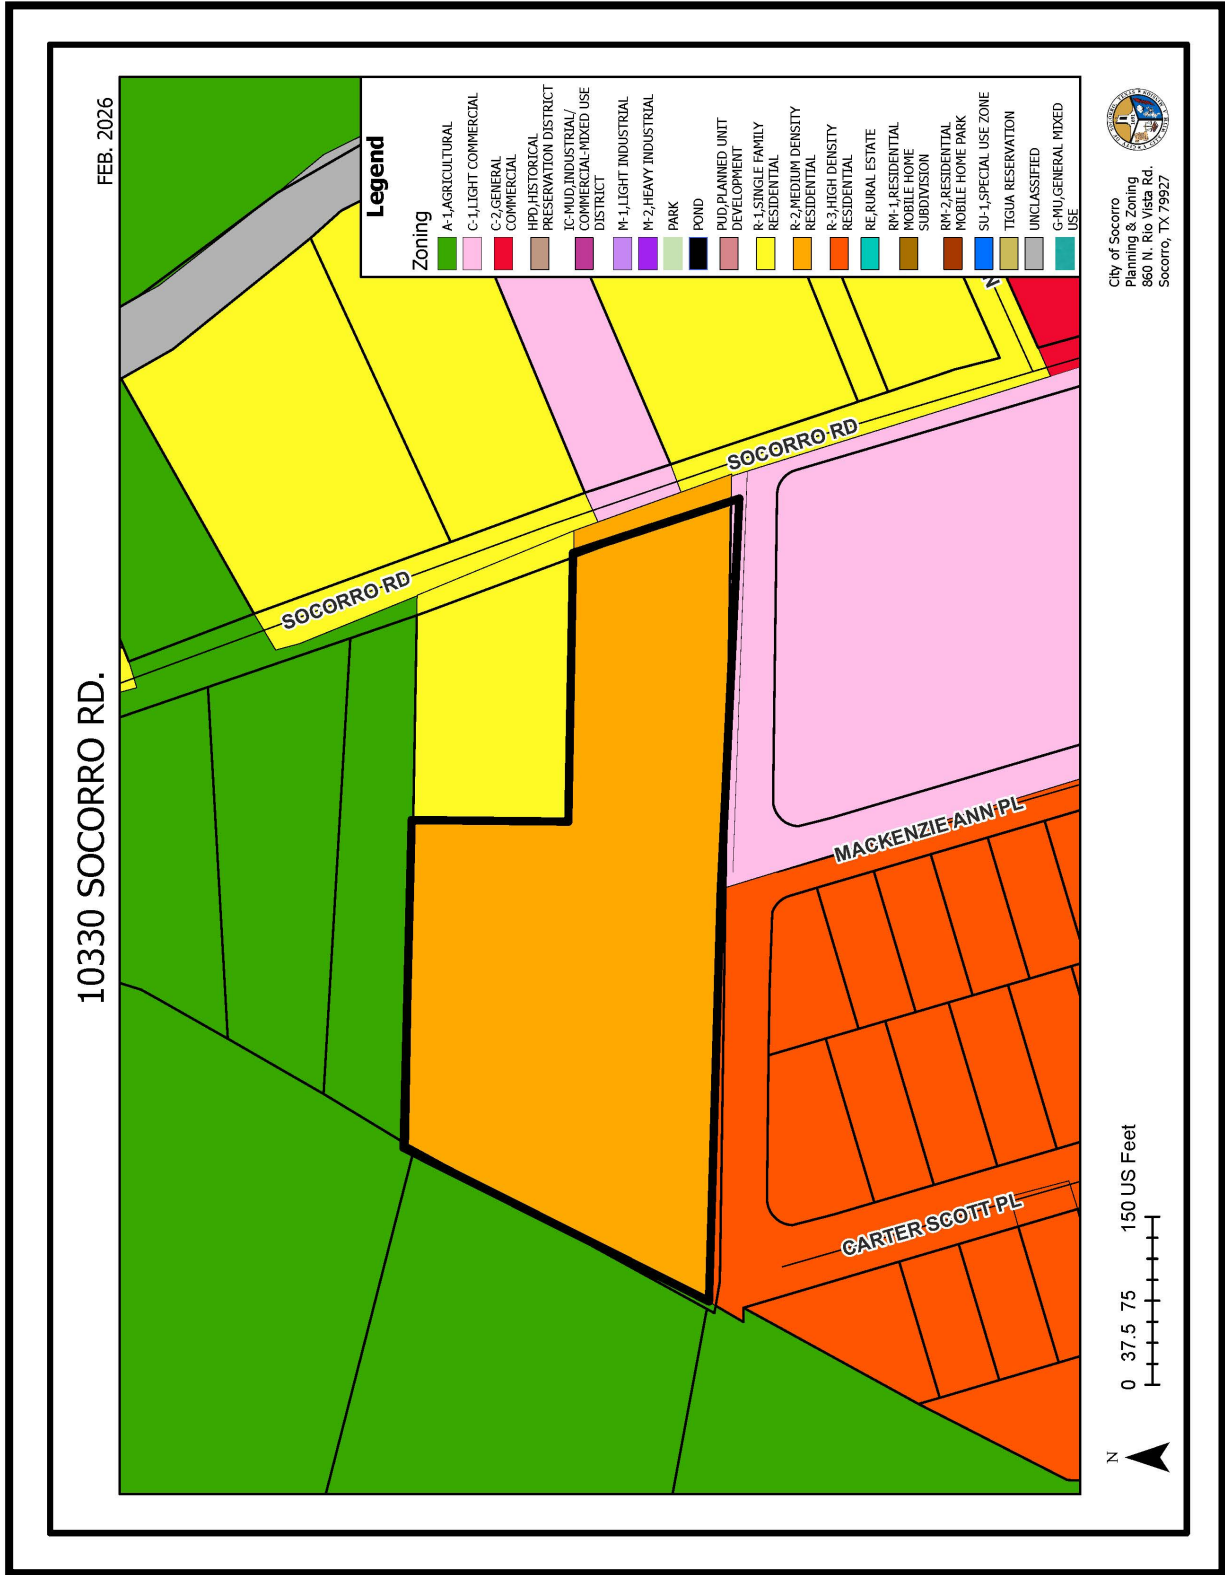 10330 SOCORRO RD.
FEB. 2026
SOCORRO RD
SOCORRO RD
MACKENZIE ANN PL
CARTER SCOTT PL
N
Legend
Zoning
A-1,AGRICULTURAL
C-1,LIGHT COMMERCIAL
C-2,GENERAL
COMMERCIAL
HPD,HISTORICAL
PRESERVATION DISTRICT
IC-MUD,INDUSTRIAL/
COMMERCIAL-MIXED USE
DISTRICT
M-1,LIGHT INDUSTRIAL
M-2,HEAVY INDUSTRIAL
PARK
POND
PUD,PLANNED UNIT
DEVELOPMENT
R-1,SINGLE FAMILY
RESIDENTIAL
R-2,MEDIUM DENSITY
RESIDENTIAL
R-3,HIGH DENSITY
RESIDENTIAL
RE,RURAL ESTATE
RM-1,RESIDENTIAL
MOBILE HOME
SUBDIVISION
RM-2,RESIDENTIAL
MOBILE HOME PARK
SU-1,SPECIAL USE ZONE
TIGUA RESERVATION
UNCLASSIFIED
G-MU,GENERAL MIXED
USE
N
0 37.5 75 150 US Feet
City of Socorro
Planning & Zoning
860 N. Rio Vista Rd.
Socorro, TX 79927